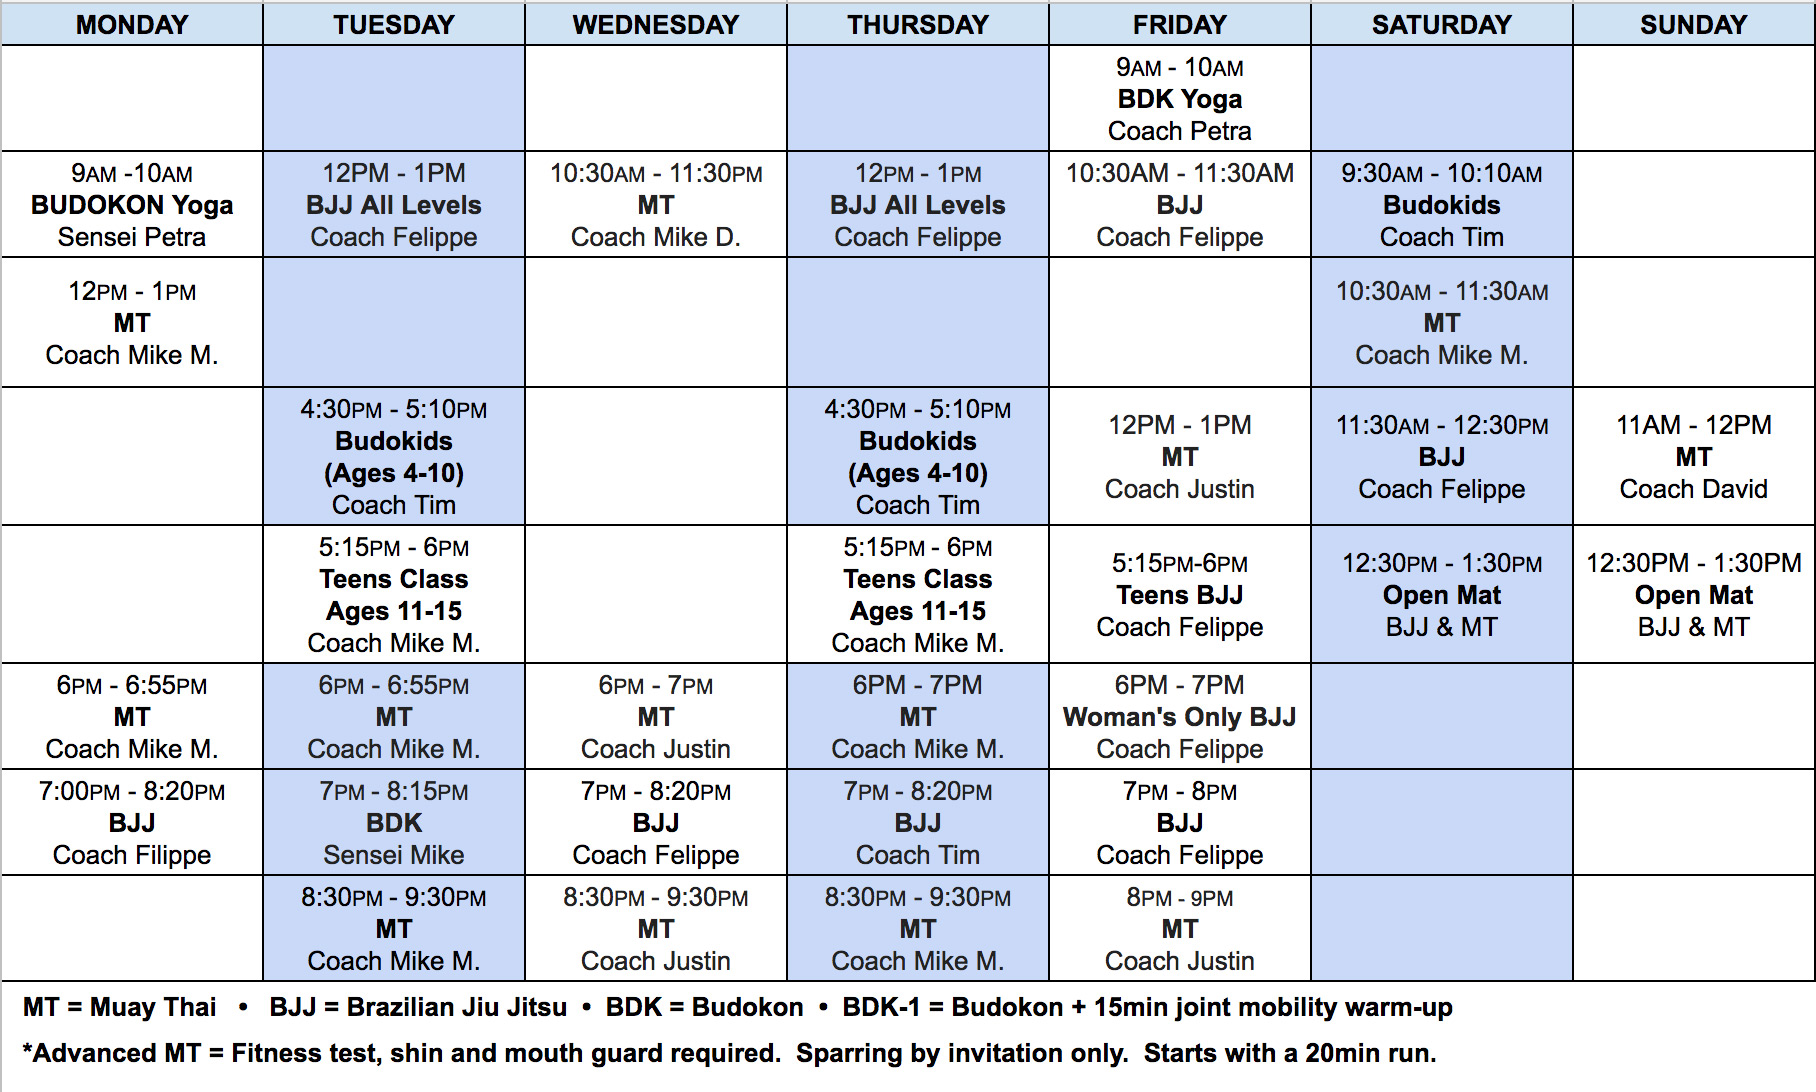 MONDAY TUESDAY WEDNESDAY THURSDAY FRIDAY SATURDAY SUNDAY
9AM - 10AM
BDK Yoga
Coach Petra
9AM -10AM
BUDOKON Yoga
Sensei Petra
12PM - 1PM
BJJ All Levels
Coach Felippe
10:30AM - 11:30PM
MT
Coach Mike D.
12PM - 1PM
BJJ All Levels
Coach Felippe
10:30AM - 11:30AM
BJJ
Coach Felippe
9:30AM - 10:10AM
Budokids
Coach Tim
12PM - 1PM
MT
Coach Mike M.
10:30AM - 11:30AM
MT
Coach Mike M.
4:30PM - 5:10PM
Budokids
(Ages 4-10)
Coach Tim
4:30PM - 5:10PM
Budokids
(Ages 4-10)
Coach Tim
12PM - 1PM
MT
Coach Justin
11:30AM - 12:30PM
BJJ
Coach Felippe
11AM - 12PM
MT
Coach David
5:15PM - 6PM
Teens Class
Ages 11-15
Coach Mike M.
5:15PM - 6PM
Teens Class
Ages 11-15
Coach Mike M.
5:15PM-6PM
Teens BJJ
Coach Felippe
12:30PM - 1:30PM
Open Mat
BJJ & MT
12:30PM - 1:30PM
Open Mat
BJJ & MT
6PM - 6:55PM
MT
Coach Mike M.
6PM - 6:55PM
MT
Coach Mike M.
6PM - 7PM
MT
Coach Justin
6PM - 7PM
MT
Coach Mike M.
6PM - 7PM
Woman's Only BJJ
Coach Felippe
7:00PM - 8:20PM
BJJ
Coach Filippe
7PM - 8:15PM
BDK
Sensei Mike
7PM - 8:20PM
BJJ
Coach Felippe
7PM - 8:20PM
BJJ
Coach Tim
7PM - 8PM
BJJ
Coach Felippe
8:30PM - 9:30PM
MT
Coach Mike M.
8:30PM - 9:30PM
MT
Coach Justin
8:30PM - 9:30PM
MT
Coach Mike M.
8PM - 9PM
MT
Coach Justin
MT = Muay Thai • BJJ = Brazilian Jiu Jitsu • BDK = Budokon • BDK-1 = Budokon + 15min joint mobility warm-up
*Advanced MT = Fitness test, shin and mouth guard required. Sparring by invitation only. Starts with a 20min run.